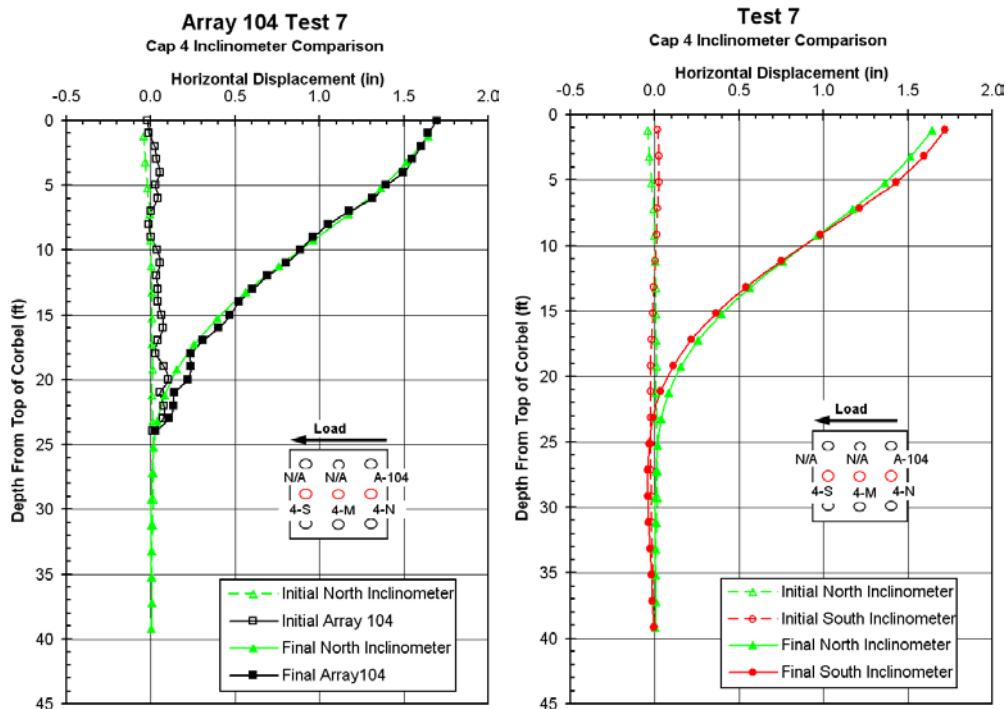 Array 104 Test 7
Cap 4 Inclinometer Comparison
Horizontal Displacement (in)
-0.5 0.0 0.5 1.0 1.5 2.0
0
5
10
15
20
25
30
35
40
45
Depth From Top of Corbel (ft)
Load
N/A N/A A-104
4-S 4-M 4-N
Initial North Inclinometer
Initial Array 104
Final North Inclinometer
Final Array104
Test 7
Cap 4 Inclinometer Comparison
Horizontal Displacement (in)
-0.5 0.0 0.5 1.0 1.5 2.0
0
5
10
15
20
25
30
35
40
45
Depth From Top of Corbel (ft)
Load
N/A N/A A-104
4-S 4-M 4-N
Initial North Inclinometer
Initial South Inclinometer
Final North Inclinometer
Final South Inclinometer